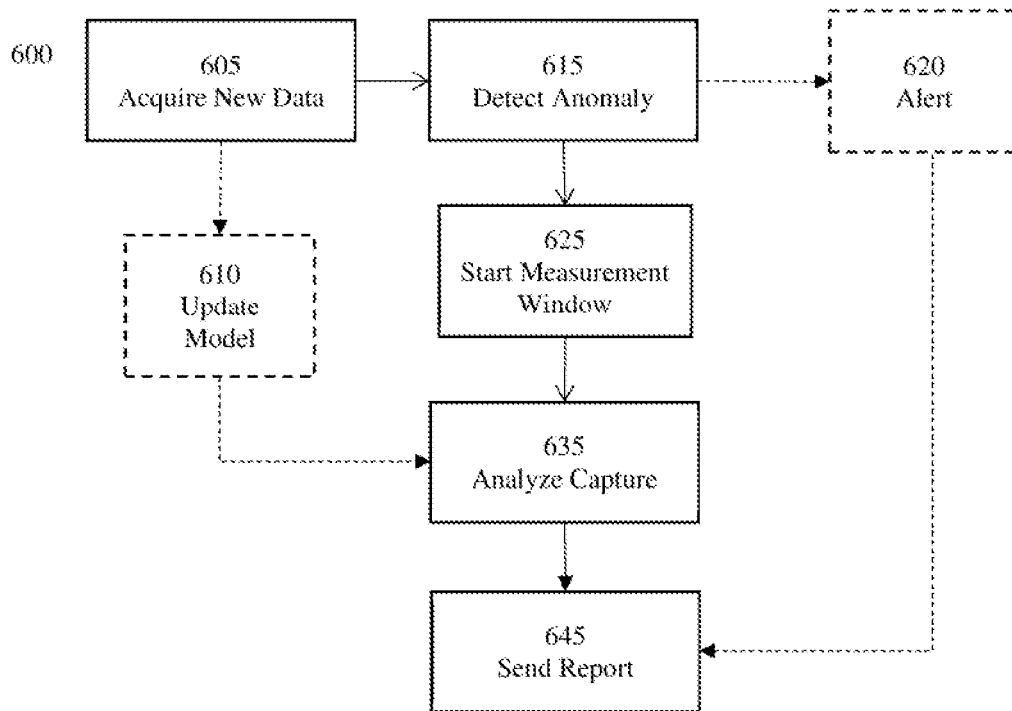 600
605
Acquire New Data
615
Detect Anomaly
620
Alert
610
Update
Model
625
Start Measurement
Window
635
Analyze Capture
645
Send Report